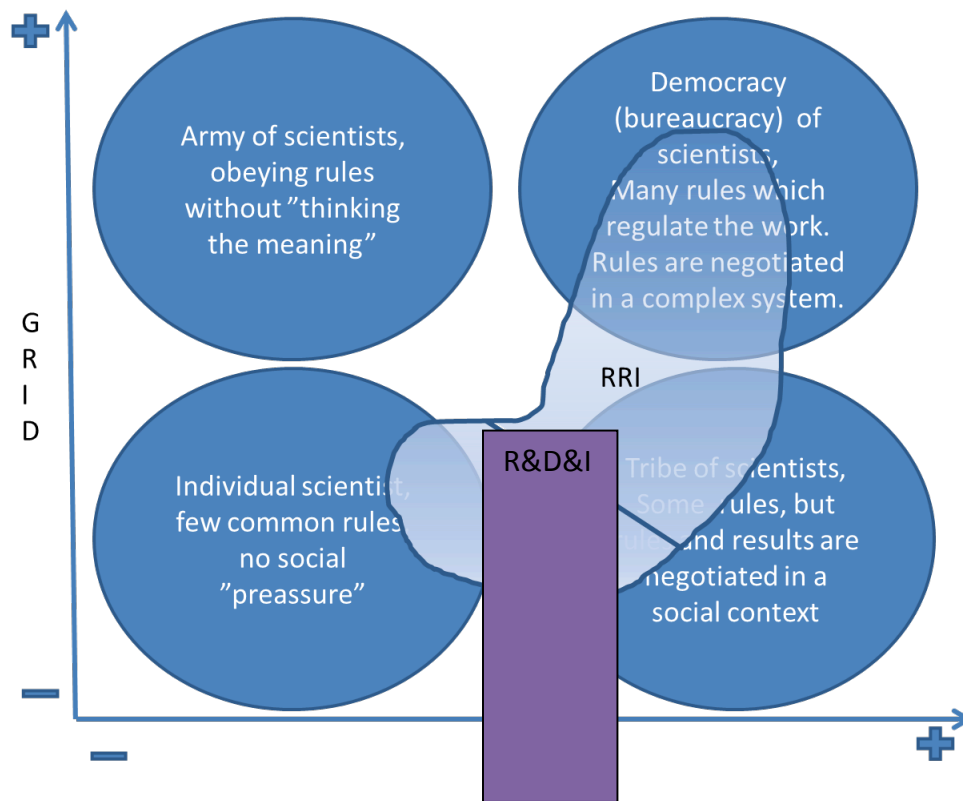 Army of scientists,
obeying rules
without ”thinking
the meaning”
Democracy
(bureaucracy) of
scientists,
Many rules which
regulate the work.
Rules are negotiated
in a complex system.
G
R
I
D
RRI
R&D&I
Individual scientist,
few common rules
no social
”preassure”
Tribe of scientists,
Some rules, but
and results are
negotiated in a
social context